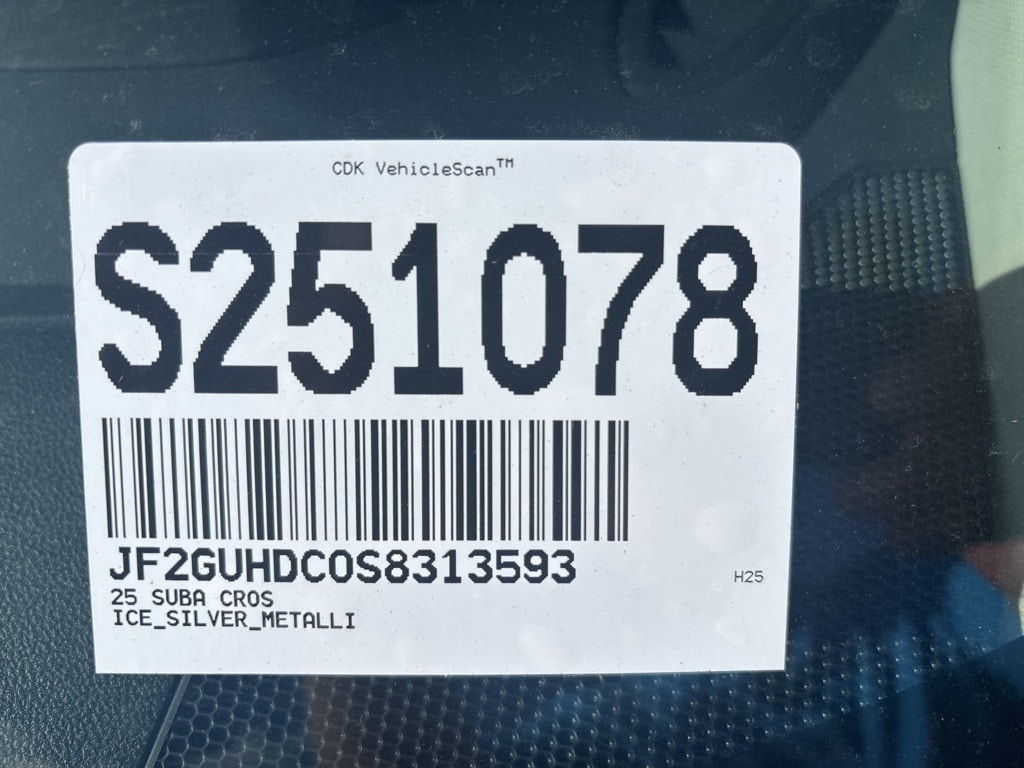 CDK VehicleScan™
S251078
JF2GUHDC0S8313593
H25
25 SUBA CROS
ICE_SILVER_METALLI